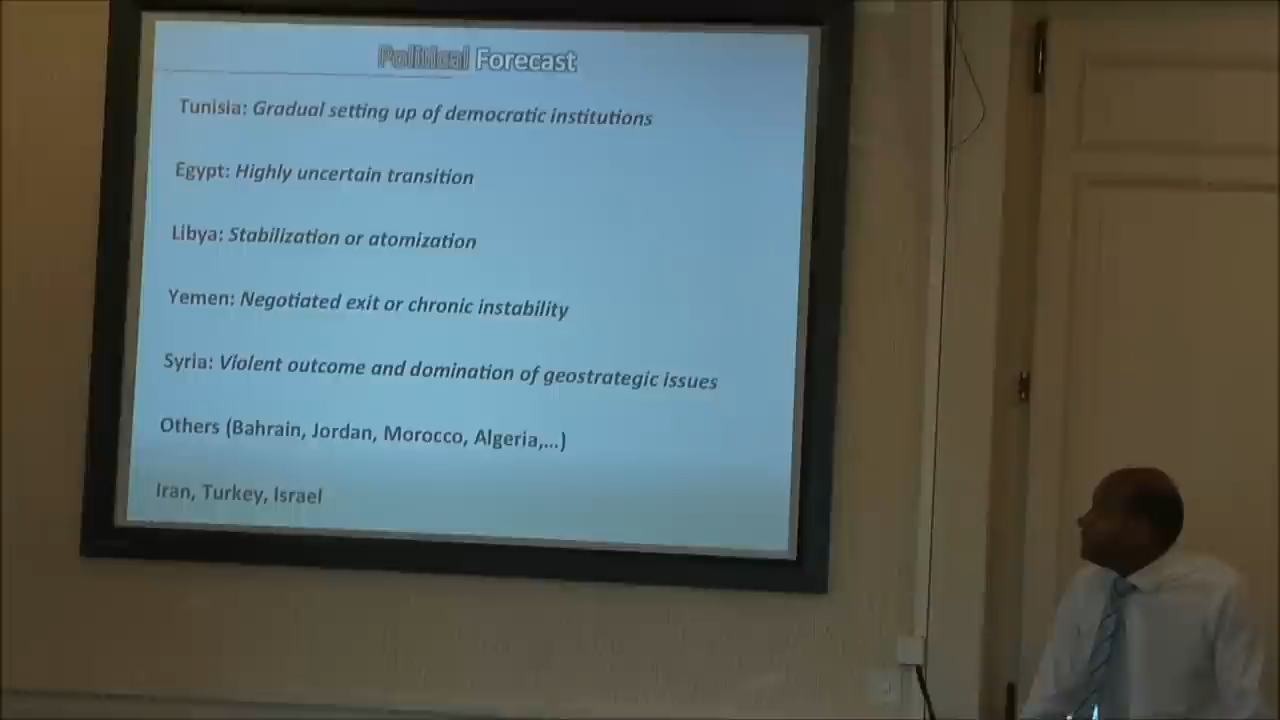 Political Forecast
Tunisia: Gradual setting up of democratic institutions
Egypt: Highly uncertain transition
Libya: Stabilization or atomization
Yemen: Negotiated exit or chronic instability
Syria: Violent outcome and domination of geostrategic issues
Others (Bahrain, Jordan, Morocco, Algeria,...)
Iran, Turkey, Israel